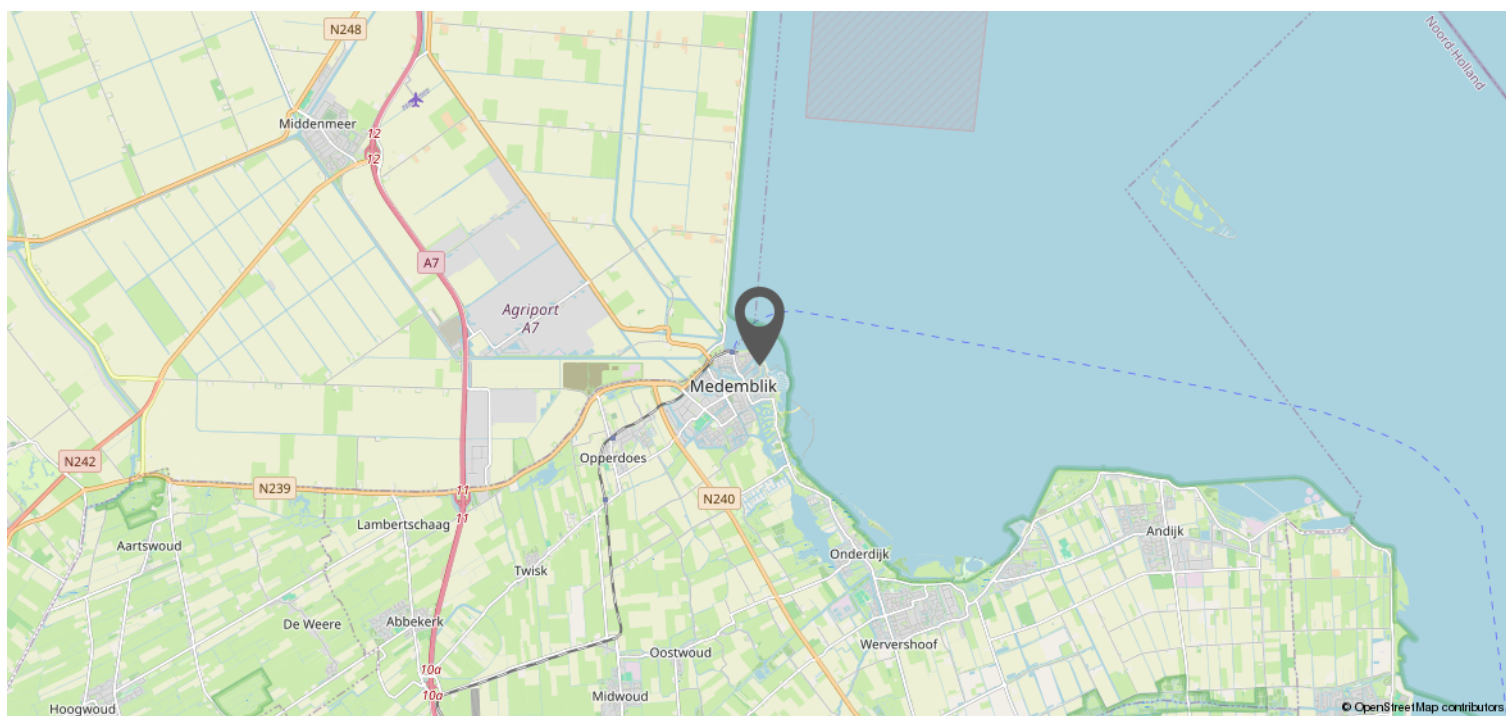 N248
Noord-Holland
Middenmeer
12
12
A7
Agriport
A7
Medemblik
Opperdoes
N242
N239
11
11
N240
Lambertschaag
Aartswoud
Andijk
Onderdijk
Twisk
De Weere
Abbekerk
Wervershoof
Oostwoud
10a
10a
Midwoud
Hoogwoud
© OpenStreetMap contributors